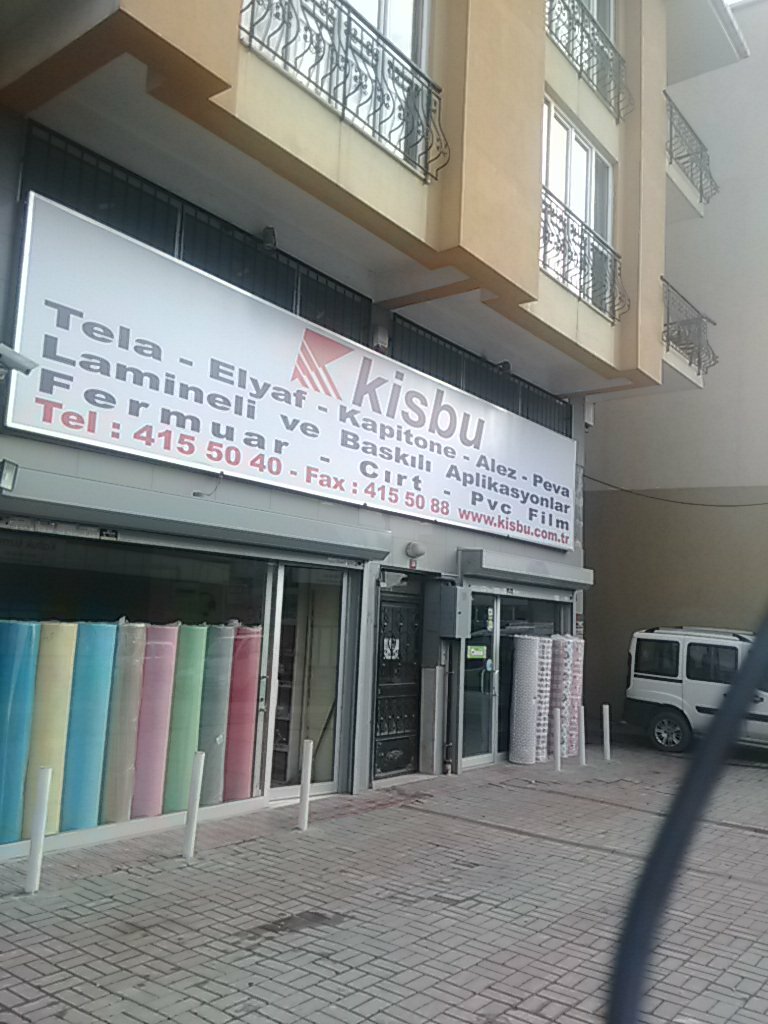 kisbu
Tela - Elyaf - Kapitone - Alez - Peva
Lamineli ve Baskılı Aplikasyonlar
Fermuar - Cırt - Pvc Film
Tel : 415 50 40 - Fax : 415 50 88 www.kisbu.com.tr